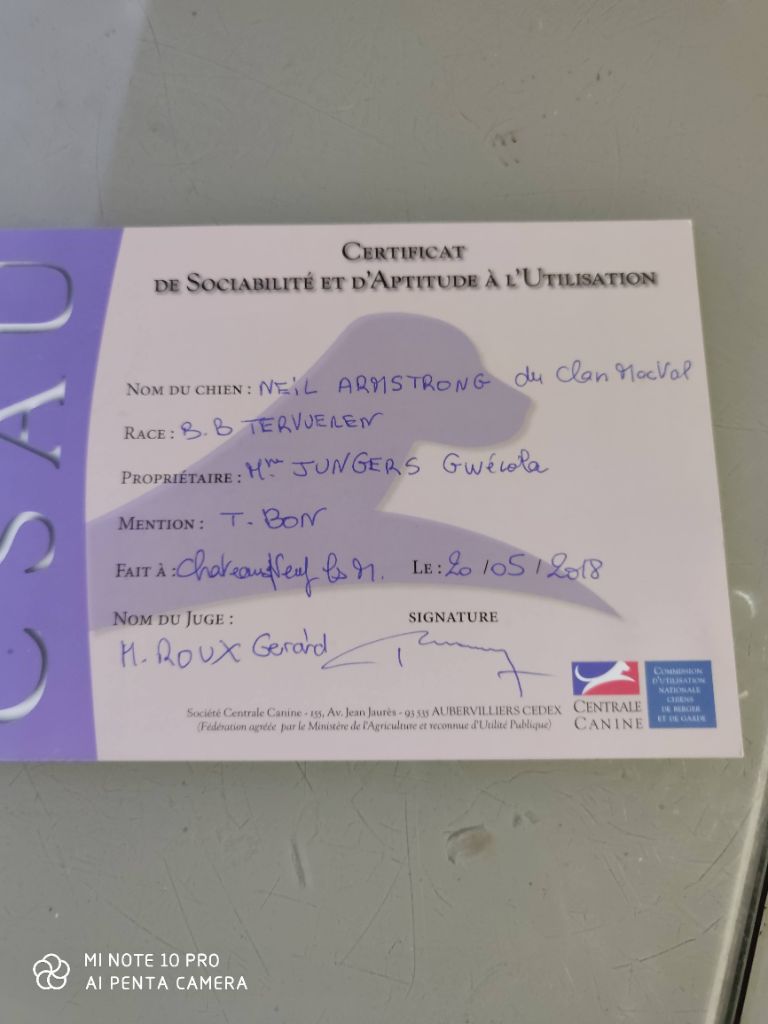 CSAU
CERTIFICAT
DE SOCIABILITÉ ET D'APTITUDE À L'UTILISATION
NOM DU CHIEN : NEIL ARMSTRONG du Clan MacVal
RACE : B.B TERVUEREN
PROPRIÉTAIRE : Mme JUNGERS Gwécola
MENTION : T. BON
FAIT À : Chateauneuf les M. LE : 20/05/2018
NOM DU JUGE : SIGNATURE
M. ROUX Gerard
CENTRALE
CANINE
COMMISSION
D'UTILISATION
NATIONALE
CHIENS
DE BERGER
ET DE GARDE
Société Centrale Canine - 155, Av. Jean Jaurès - 93 535 AUBERVILLIERS CEDEX
(Fédération agréée par le Ministère de l'Agriculture et reconnue d'Utilité Publique)
MI NOTE 10 PRO
AI PENTA CAMERA